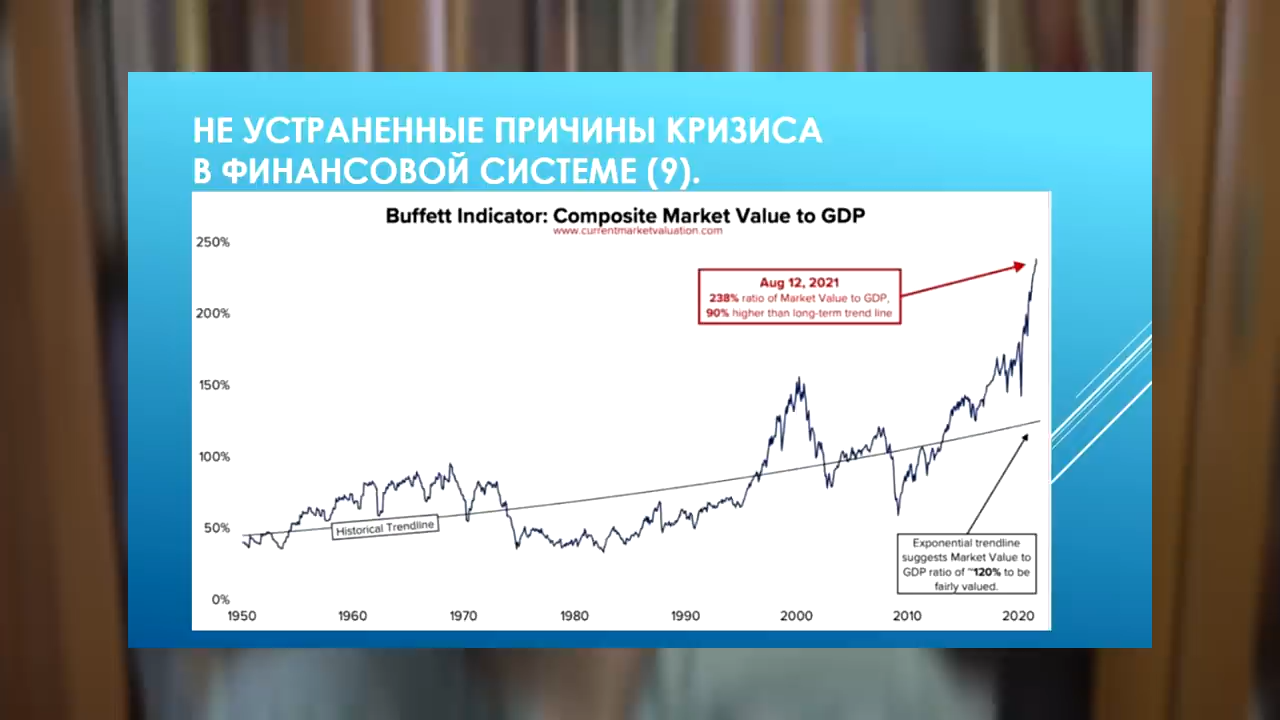 НЕ УСТРАНЕННЫЕ ПРИЧИНЫ КРИЗИСА
В ФИНАНСОВОЙ СИСТЕМЕ (9).
Buffett Indicator: Composite Market Value to GDP
www.currentmarketvaluation.com
250%
200%
150%
100%
50%
0%
Aug 12, 2021
238% ratio of Market Value to GDP,
90% higher than long-term trend line
Historical Trendline
Exponential trendline
suggests Market Value to
GDP ratio of ~120% to be
fairly valued.
1950 1960 1970 1980 1990 2000 2010 2020